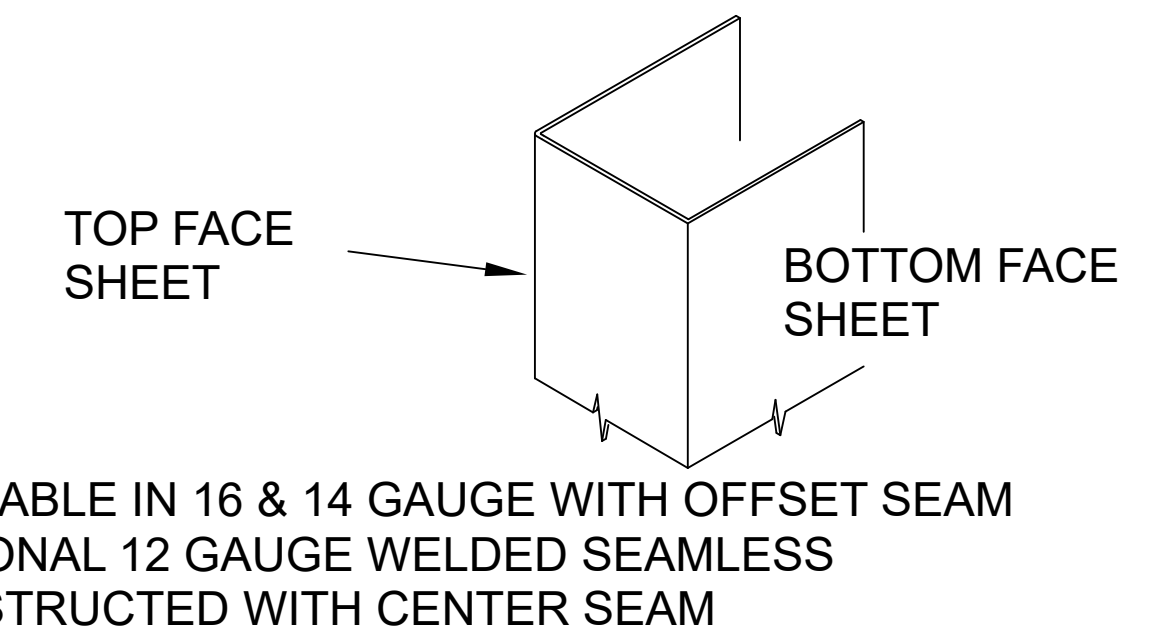 TOP FACE
SHEET
BOTTOM FACE
SHEET
ABLE IN 16 & 14 GAUGE WITH OFFSET SEAM
ONAL 12 GAUGE WELDED SEAMLESS
STRUCTED WITH CENTER SEAM